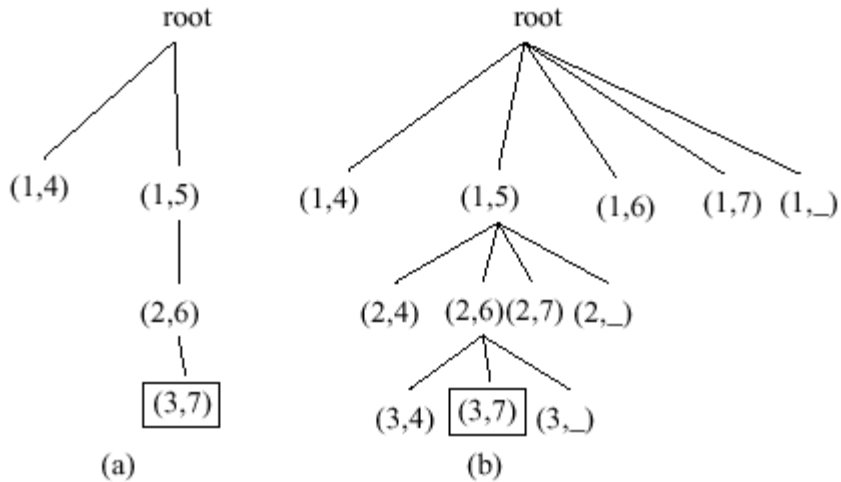 root root
(1,4) (1,5) (1,4) (1,5) (1,6) (1,7) (1,_)
(2,6) (2,4) (2,6) (2,7) (2,_)
(3,7) (3,4) (3,7) (3,_)
(a) (b)